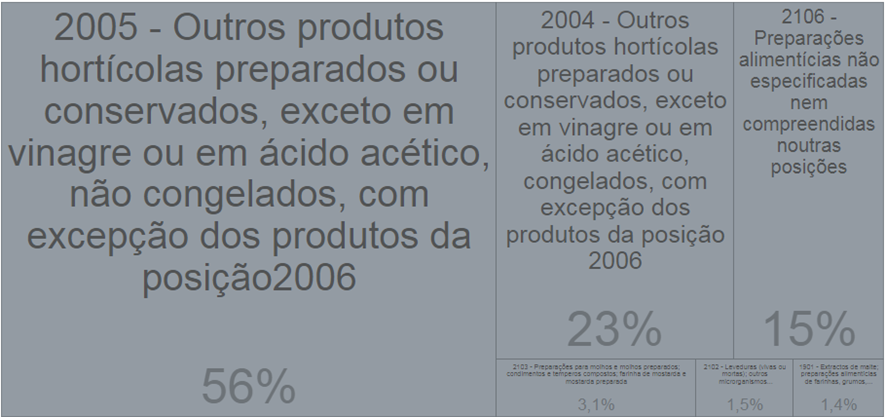 2005 - Outros produtos
hortícolas preparados ou
conservados, exceto em
vinagre ou em ácido acético,
não congelados, com
excepção dos produtos da
posição2006
56%
2004 - Outros
produtos hortícolas
preparados ou
conservados, exceto
em vinagre ou em
ácido acético,
congelados, com
excepção dos
produtos da posição
2006
23%
2106 -
Preparações
alimentícias não
especificadas
nem
compreendidas
noutras
posições
15%
2103 - Preparações para molhos e molhos preparados;
condimentos e temperos compostos; farinha de mostarda e
mostarda preparada
3,1%
2102 - Leveduras (vivas ou
mortas); outros
microrganismos...
1,5%
1901 - Extractos de malte;
preparações alimentícias
de farinhas, grumos,...
1,4%